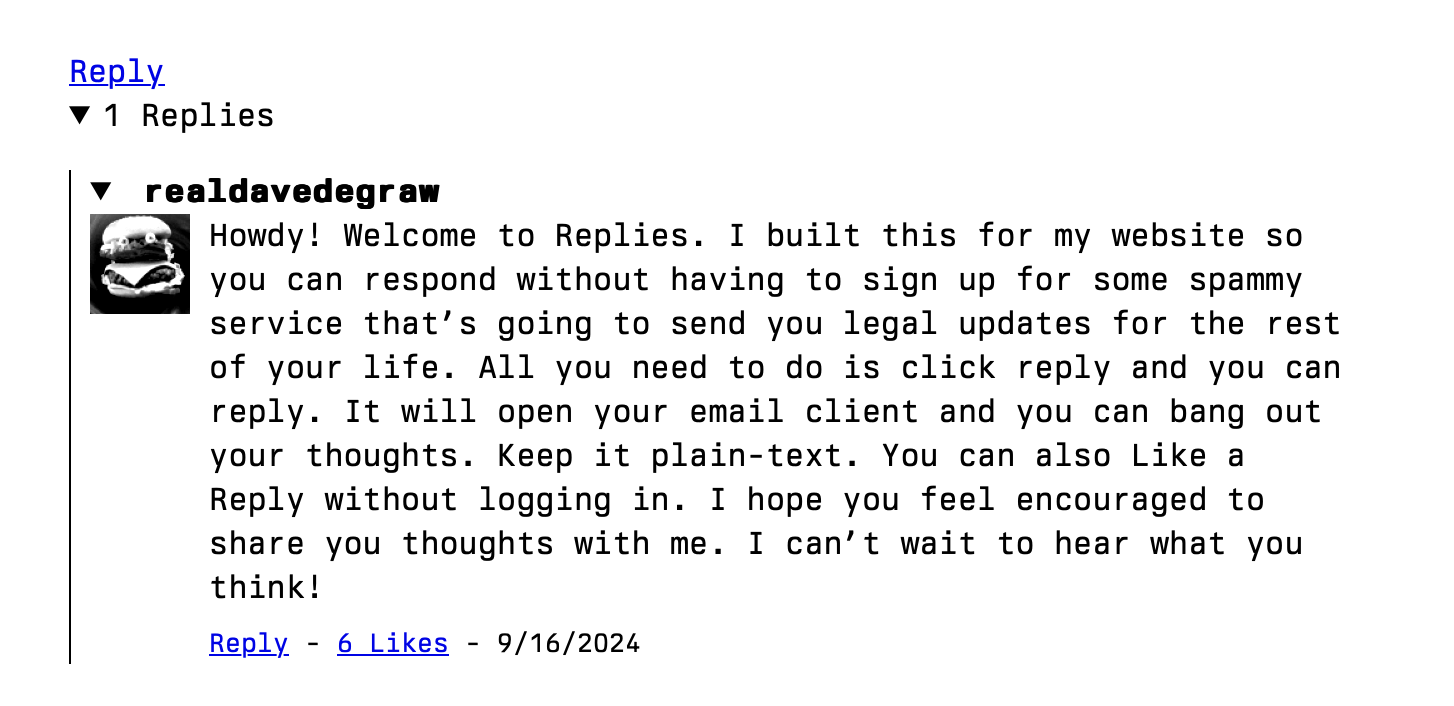 Reply
▼ 1 Replies
▼ realdavedegraw
Howdy! Welcome to Replies. I built this for my website so
you can respond without having to sign up for some spammy
service that’s going to send you legal updates for the rest
of your life. All you need to do is click reply and you can
reply. It will open your email client and you can bang out
your thoughts. Keep it plain-text. You can also Like a
Reply without logging in. I hope you feel encouraged to
share you thoughts with me. I can’t wait to hear what you
think!
Reply - 6 Likes - 9/16/2024